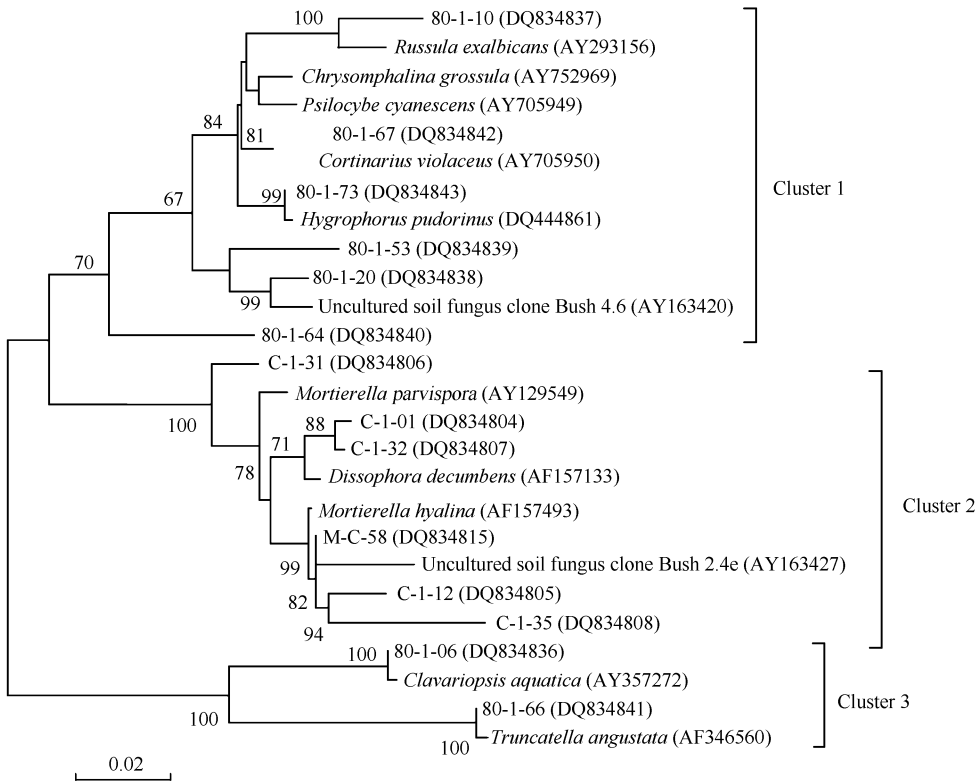 100
80-1-10 (DQ834837)
Russula exalbicans (AY293156)
Chrysomphalina grossula (AY752969)
Psilocybe cyanescens (AY705949)
84
81
80-1-67 (DQ834842)
Cortinarius violaceus (AY705950)
67
99
80-1-73 (DQ834843)
Hygrophorus pudorinus (DQ444861)
80-1-53 (DQ834839)
70
80-1-20 (DQ834838)
99
Uncultured soil fungus clone Bush 4.6 (AY163420)
80-1-64 (DQ834840)
Cluster 1
C-1-31 (DQ834806)
100
Mortierella parvispora (AY129549)
88
C-1-01 (DQ834804)
71
C-1-32 (DQ834807)
78
Dissophora decumbens (AF157133)
Mortierella hyalina (AF157493)
M-C-58 (DQ834815)
99
Uncultured soil fungus clone Bush 2.4e (AY163427)
82
C-1-12 (DQ834805)
94
C-1-35 (DQ834808)
Cluster 2
100
80-1-06 (DQ834836)
Clavariopsis aquatica (AY357272)
100
80-1-66 (DQ834841)
100
Truncatella angustata (AF346560)
Cluster 3
0.02